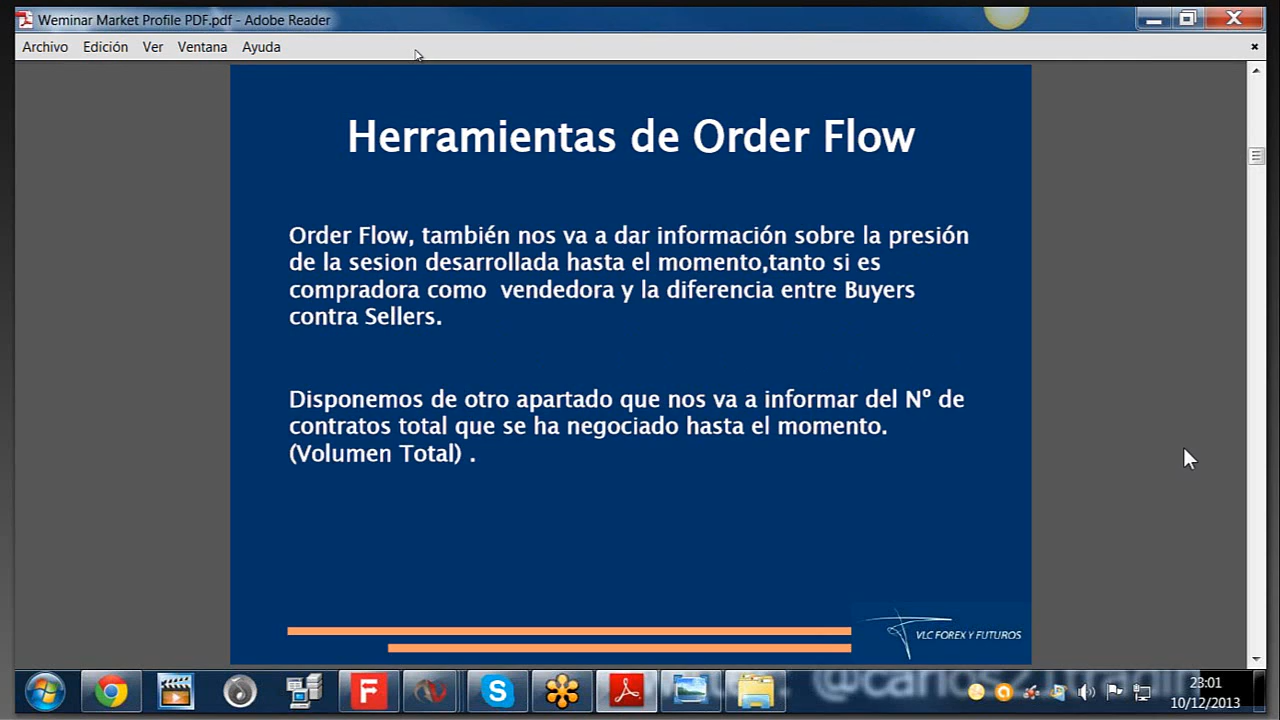 Weminar Market Profile PDF.pdf - Adobe Reader
Archivo Edición Ver Ventana Ayuda
Herramientas de Order Flow
Order Flow, también nos va a dar información sobre la presión
de la sesion desarrollada hasta el momento,tanto si es
compradora como vendedora y la diferencia entre Buyers
contra Sellers.
Disponemos de otro apartado que nos va a informar del Nº de
contratos total que se ha negociado hasta el momento.
(Volumen Total) .
VLC FOREX Y FUTUROS
23:01
10/12/2013